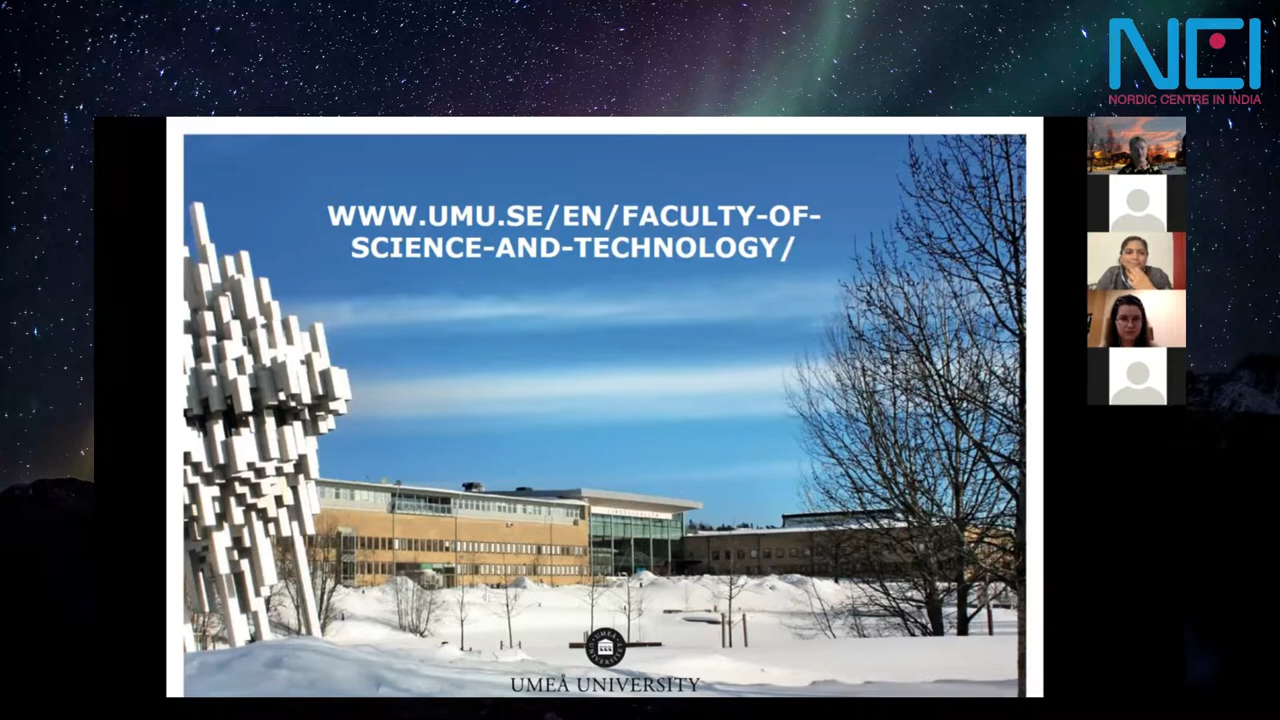 NCI
NORDIC CENTRE IN INDIA
WWW.UMU.SE/EN/FACULTY-OF-
SCIENCE-AND-TECHNOLOGY/
UMEÅ UNIVERSITY